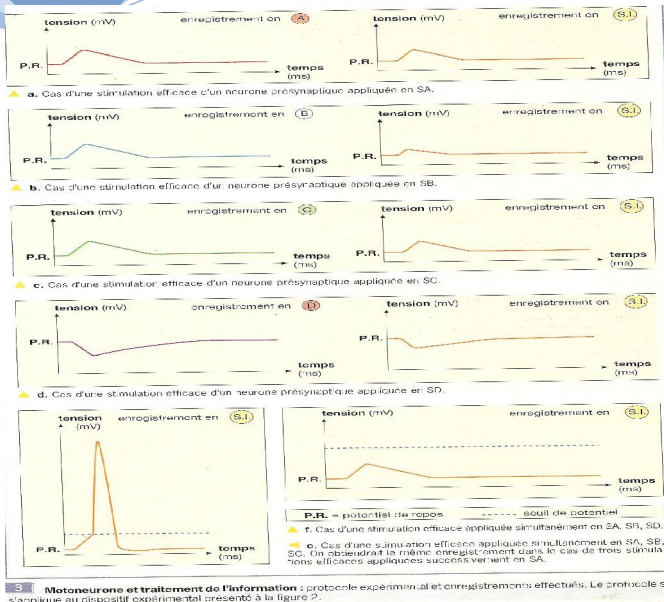 tension (mV) enregistrement en A tension (mV) enregistrement en S.I.
P.R. temps (ms) P.R. temps (ms)
a. Cas d'une stimulation efficace d'un neurone présynaptique appliquée en SA.
tension (mV) enregistrement en B tension (mV) enregistrement en S.I.
P.R. temps (ms) P.R. temps (ms)
b. Cas d'une stimulation efficace d'un neurone présynaptique appliquée en SB.
tension (mV) enregistrement en C tension (mV) enregistrement en S.I.
P.R. temps (ms) P.R. temps (ms)
c. Cas d'une stimulation efficace d'un neurone présynaptique appliquée en SC.
tension (mV) enregistrement en D tension (mV) enregistrement en S.I.
P.R. temps (ms) P.R. temps (ms)
d. Cas d'une stimulation efficace d'un neurone présynaptique appliquée en SD.
tension (mV) enregistrement en S.I.
P.R. temps (ms)
tension (mV) enregistrement en S.I.
P.R. temps (ms)
P.R. = potentiel de repos ------ seuil de potentiel
f. Cas d'une stimulation efficace appliquée simultanément en SA, SB, SD.
e. Cas d'une stimulation efficace appliquée simultanément en SA, SB,
SC. On obtiendrait le même enregistrement dans le cas de trois stimula-
tions efficaces appliquées successivement en SA.
3 Motoneurone et traitement de l'information : protocole expérimental et enregistrements effectués. Le protocole s
s'applique au dispositif expérimental présenté à la figure 2.